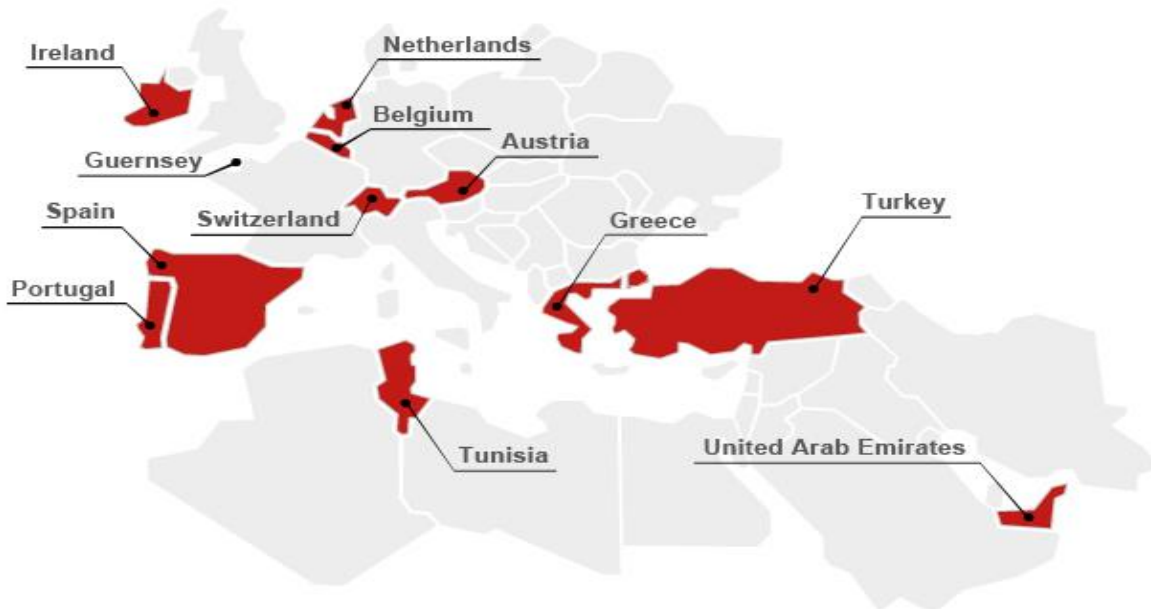 Netherlands
Ireland
Belgium
Austria
Guernsey
Turkey
Spain
Switzerland
Greece
Portugal
United Arab Emirates
Tunisia